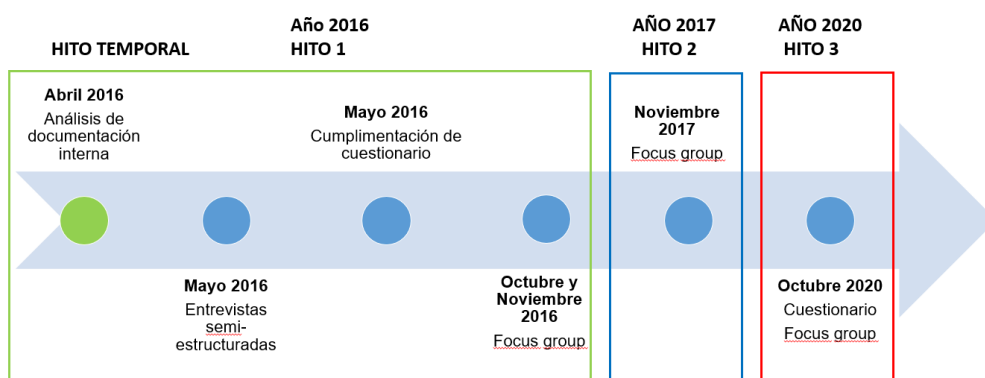 Año 2016
AÑO 2017
AÑO 2020
HITO TEMPORAL
HITO 1
HITO 2
HITO 3
Abril 2016
Análisis de
documentación
interna
Mayo 2016
Cumplimentación de
cuestionario
Noviembre
2017
Focus group
Mayo 2016
Entrevistas
semi-
estructuradas
Octubre y
Noviembre
2016
Focus group
Octubre 2020
Cuestionario
Focus group